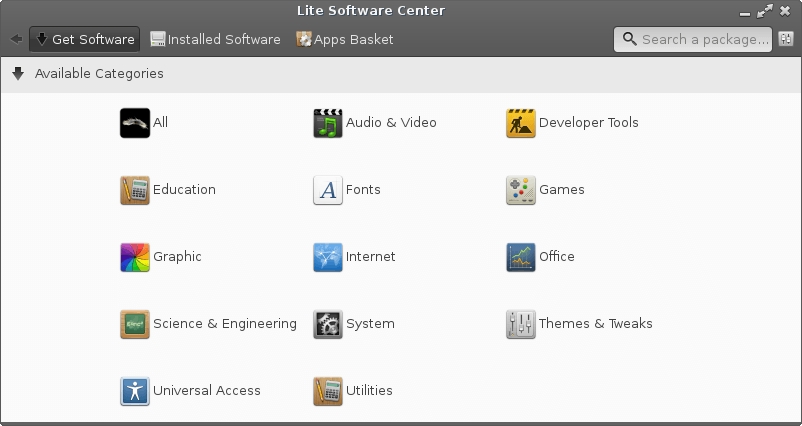 Lite Software Center
Get Software Installed Software Apps Basket Search a package...
Available Categories
All Audio & Video Developer Tools
Education Fonts Games
Graphic Internet Office
Science & Engineering System Themes & Tweaks
Universal Access Utilities